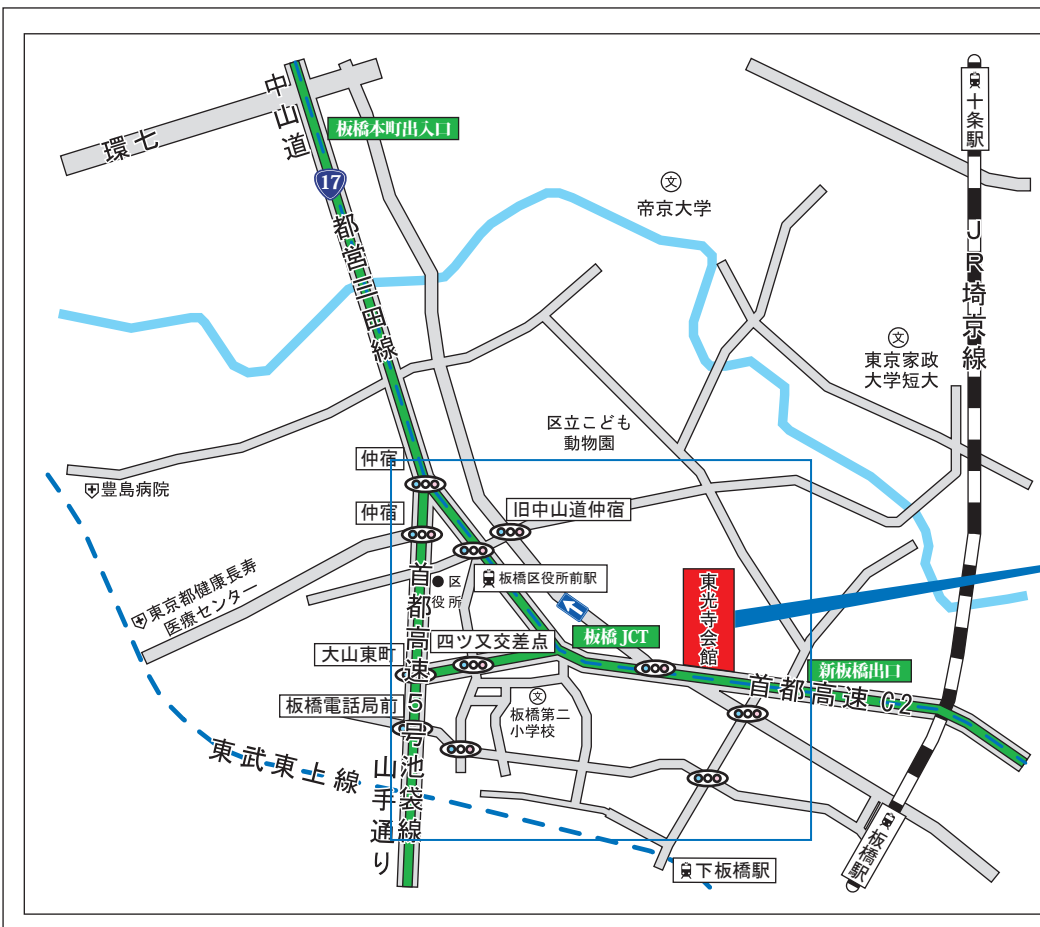 環七
中山道
板橋本町出入口
17
都営三田線
十条駅
JR埼京線
帝京大学
文
東京家政
大学短大
文
区立こども
動物園
仲宿
豊島病院
仲宿
旧中山道仲宿
板橋区役所前駅
区
役所
東京都健康長寿
医療センター
首都高速5号池袋線
四ツ又交差点
板橋 JCT
東光寺会館
大山東町
新板橋出口
首都高速C2
板橋電話局前
文
板橋第二
小学校
東武東上線
山手通り
下板橋駅
板橋駅